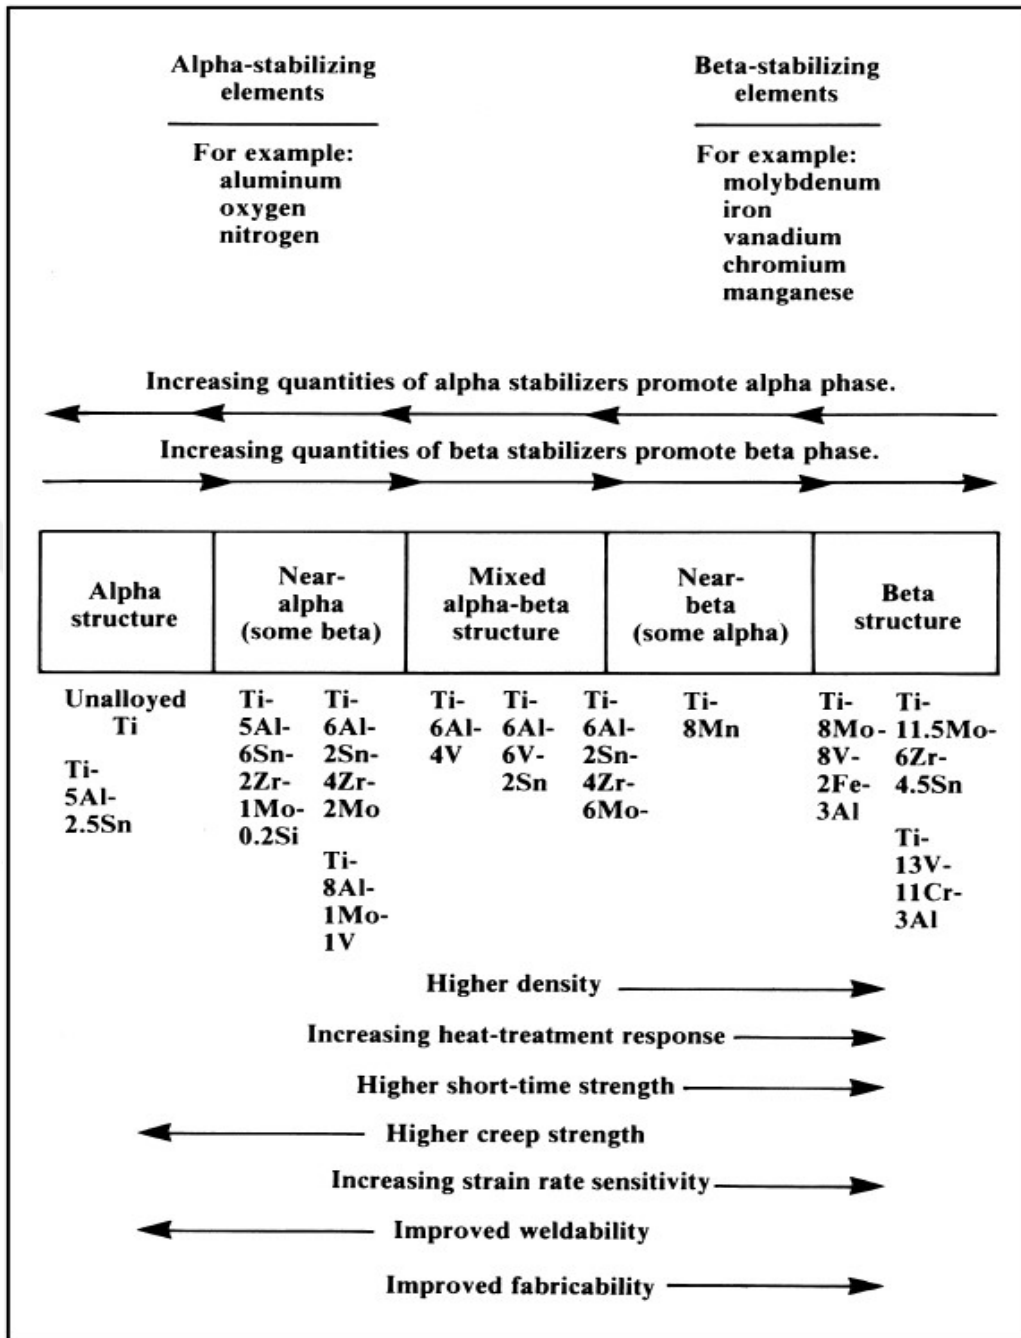 Alpha-stabilizing
elements
For example:
aluminum
oxygen
nitrogen
Beta-stabilizing
elements
For example:
molybdenum
iron
vanadium
chromium
manganese
Increasing quantities of alpha stabilizers promote alpha phase.
Increasing quantities of beta stabilizers promote beta phase.
Alpha
structure
Near-
alpha
(some beta)
Mixed
alpha-beta
structure
Near-
beta
(some alpha)
Beta
structure
Unalloyed
Ti
Ti-
5Al-
2.5Sn
Ti-
5Al-
6Sn-
2Zr-
1Mo-
0.2Si
Ti-
6Al-
2Sn-
4Zr-
2Mo
Ti-
8Al-
1Mo-
1V
Ti-
6Al-
4V
Ti-
6Al-
6V-
2Sn
Ti-
6Al-
2Sn-
4Zr-
6Mo-
Ti-
8Mn
Ti-
8Mo-
8V-
2Fe-
3Al
Ti-
11.5Mo-
6Zr-
4.5Sn
Ti-
13V-
11Cr-
3Al
Higher density
Increasing heat-treatment response
Higher short-time strength
Higher creep strength
Increasing strain rate sensitivity
Improved weldability
Improved fabricability